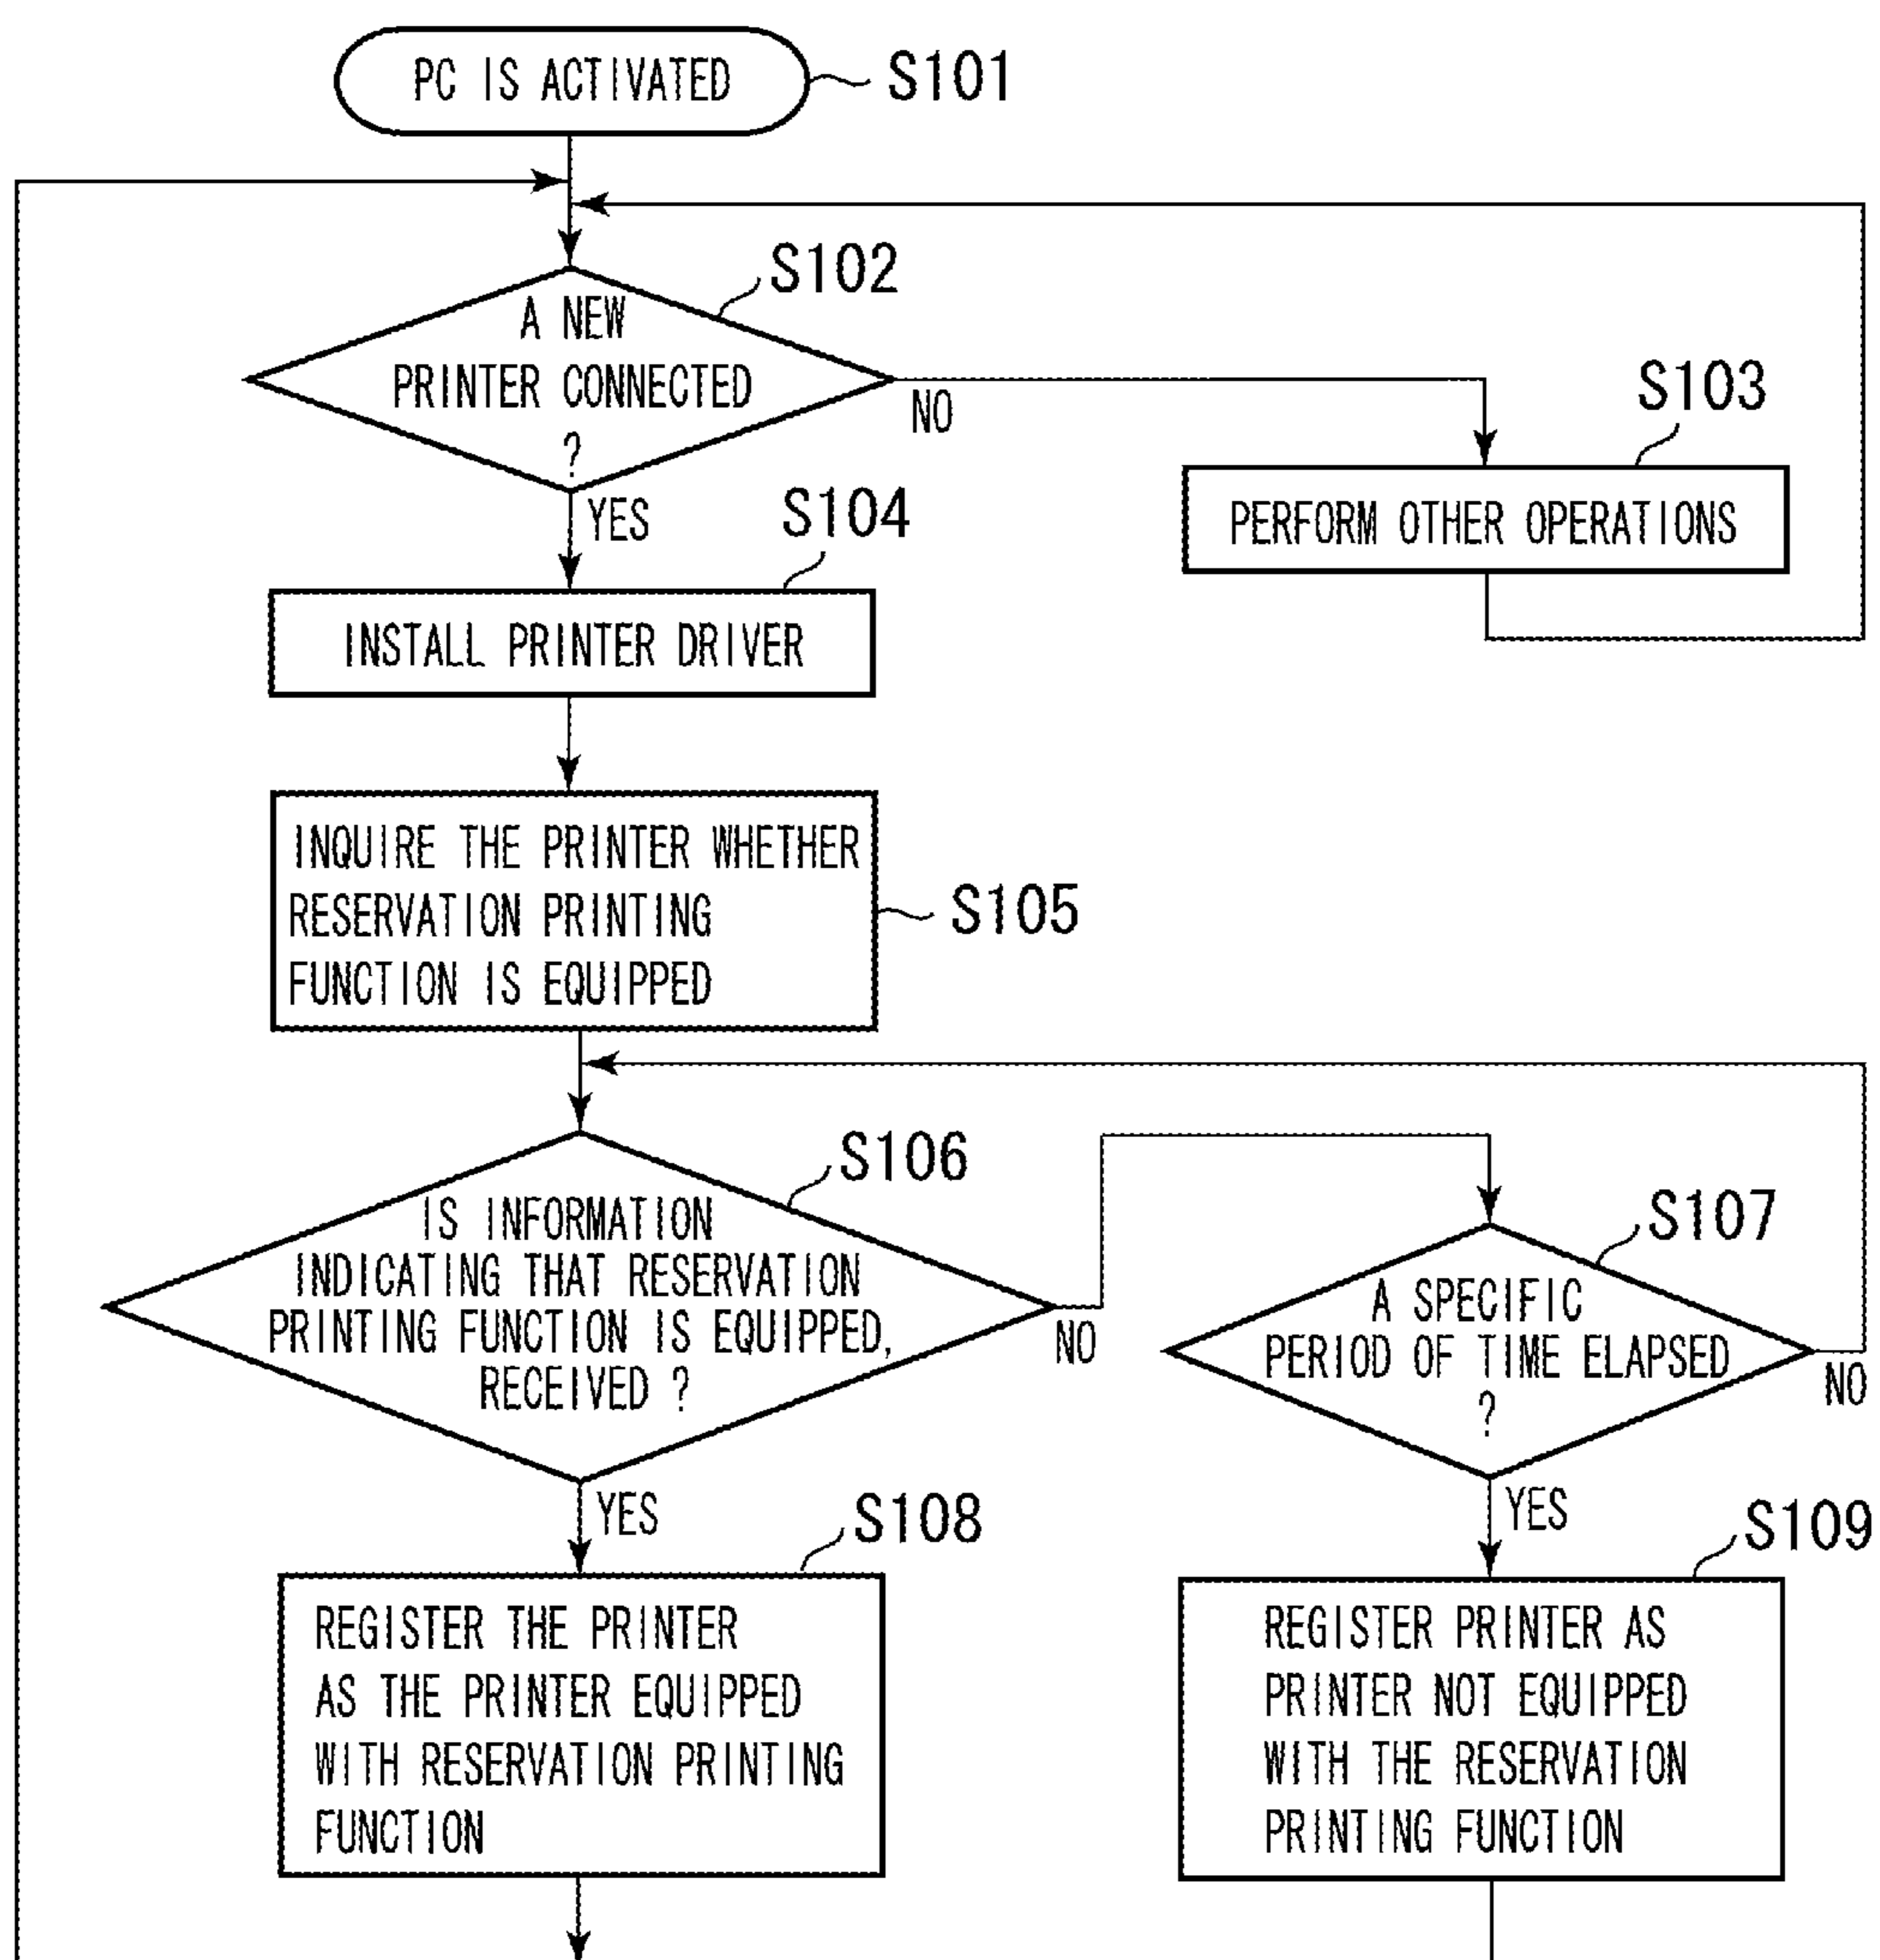 PC IS ACTIVATED
S101
S102
A NEW
PRINTER CONNECTED
?
NO
YES
S103
PERFORM OTHER OPERATIONS
S104
INSTALL PRINTER DRIVER
INQUIRE THE PRINTER WHETHER
RESERVATION PRINTING
FUNCTION IS EQUIPPED
S105
S106
IS INFORMATION
INDICATING THAT RESERVATION
PRINTING FUNCTION IS EQUIPPED,
RECEIVED ?
NO
YES
S107
A SPECIFIC
PERIOD OF TIME ELAPSED
?
NO
YES
S108
REGISTER THE PRINTER
AS THE PRINTER EQUIPPED
WITH RESERVATION PRINTING
FUNCTION
S109
REGISTER PRINTER AS
PRINTER NOT EQUIPPED
WITH THE RESERVATION
PRINTING FUNCTION